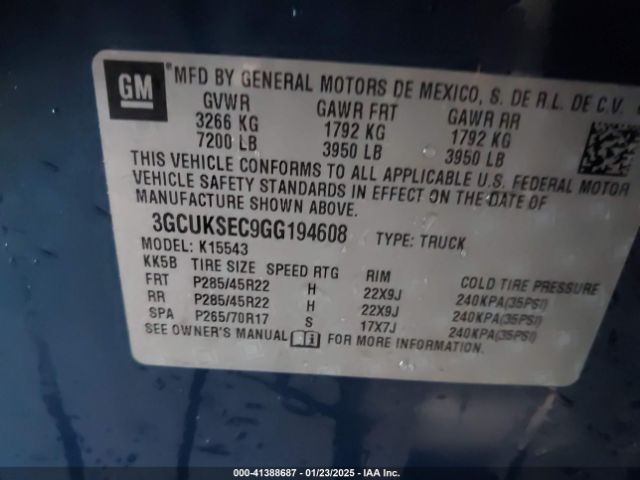 GM
*MFD BY GENERAL MOTORS DE MEXICO, S. DE R.L. DE C.V.
GVWR GAWR FRT GAWR RR
3266 KG 1792 KG 1792 KG
7200 LB 3950 LB 3950 LB
THIS VEHICLE CONFORMS TO ALL APPLICABLE U.S. FEDERAL MOTOR
VEHICLE SAFETY STANDARDS IN EFFECT ON THE DATE OF
MANUFACTURE SHOWN ABOVE.
3GCUKSEC9GG194608 TYPE: TRUCK
MODEL: K15543
KK5B TIRE SIZE SPEED RTG RIM COLD TIRE PRESSURE
FRT P285/45R22 H 22X9J 240KPA(35PSI)
RR P285/45R22 H 22X9J 240KPA(35PSI)
SPA P265/70R17 S 17X7J 240KPA(35PSI)
SEE OWNER'S MANUAL FOR MORE INFORMATION.
000-41388687 - 01/23/2025 - IAA Inc.